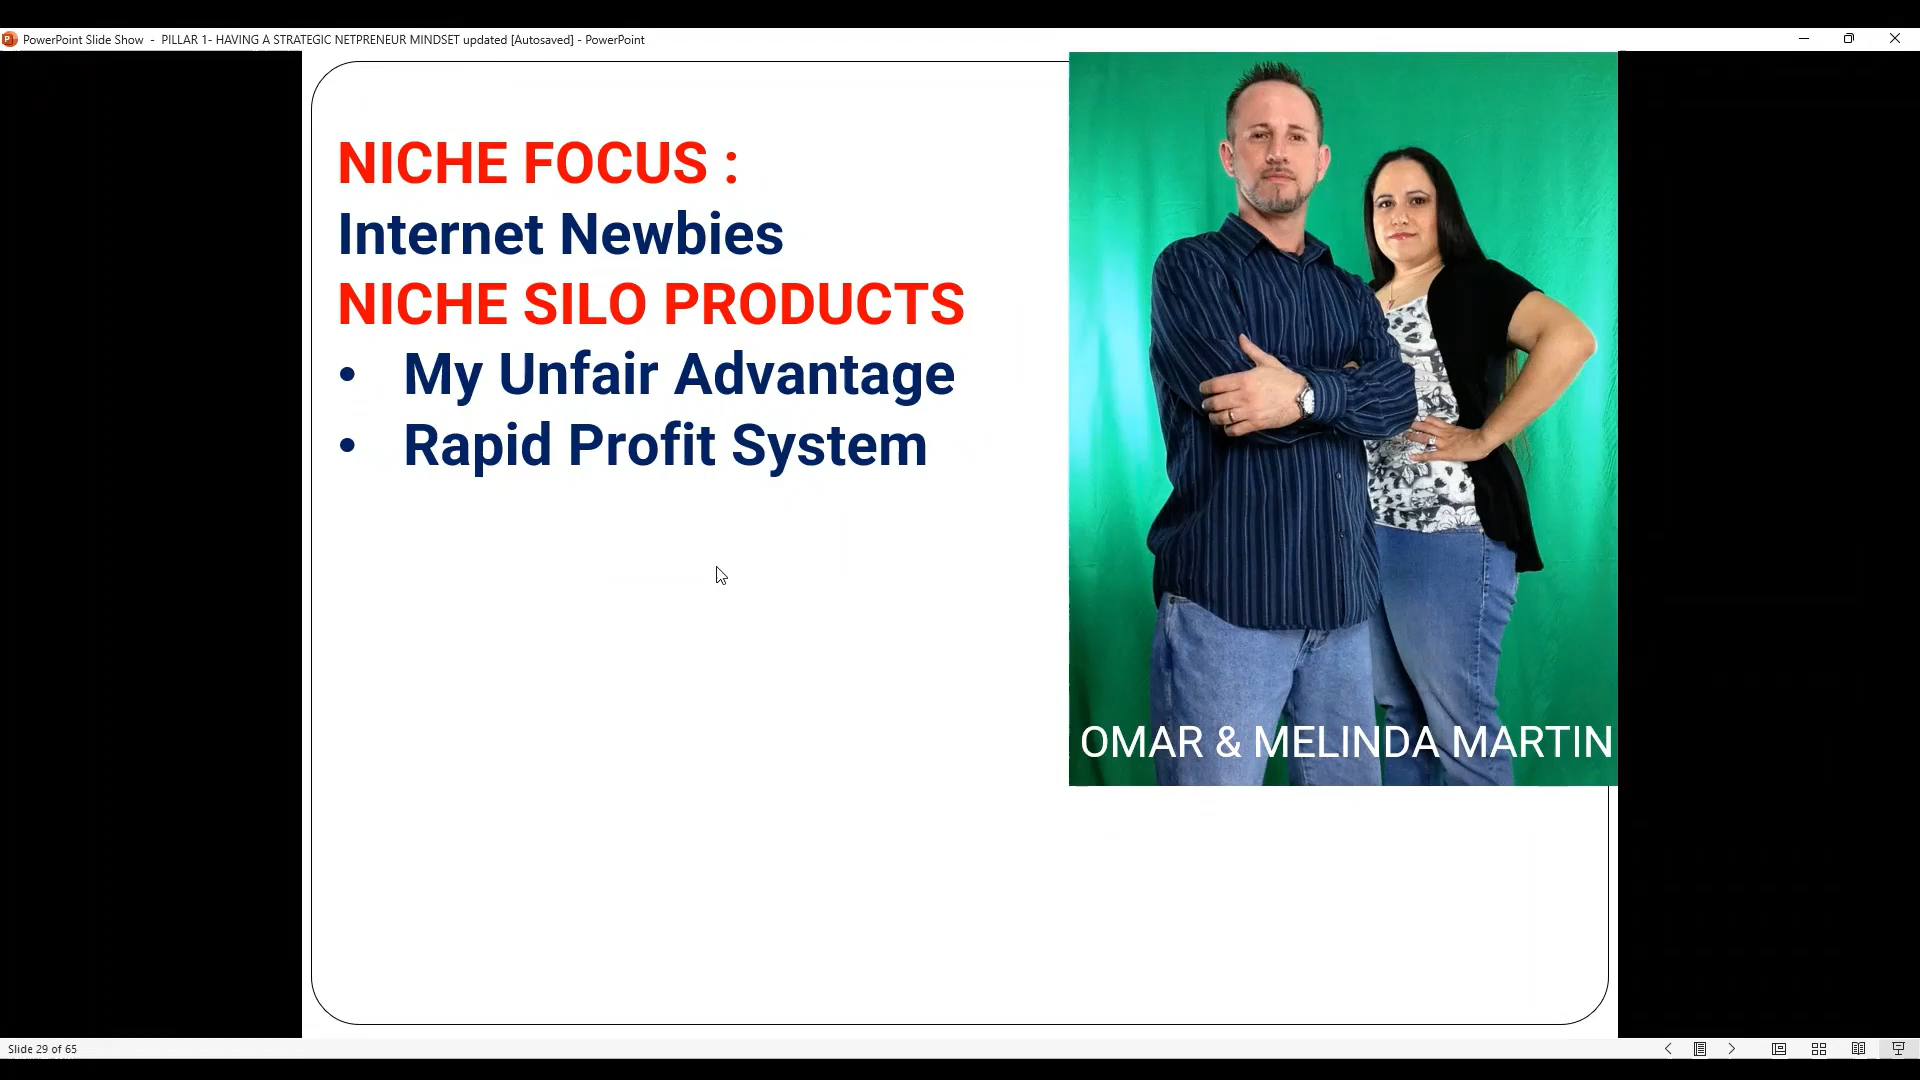 PowerPoint Slide Show - PILLAR 1- HAVING A STRATEGIC NETPRENEUR MINDSET updated [Autosaved] - PowerPoint
NICHE FOCUS :
Internet Newbies
NICHE SILO PRODUCTS
• My Unfair Advantage
• Rapid Profit System
OMAR & MELINDA MARTIN
Slide 29 of 65